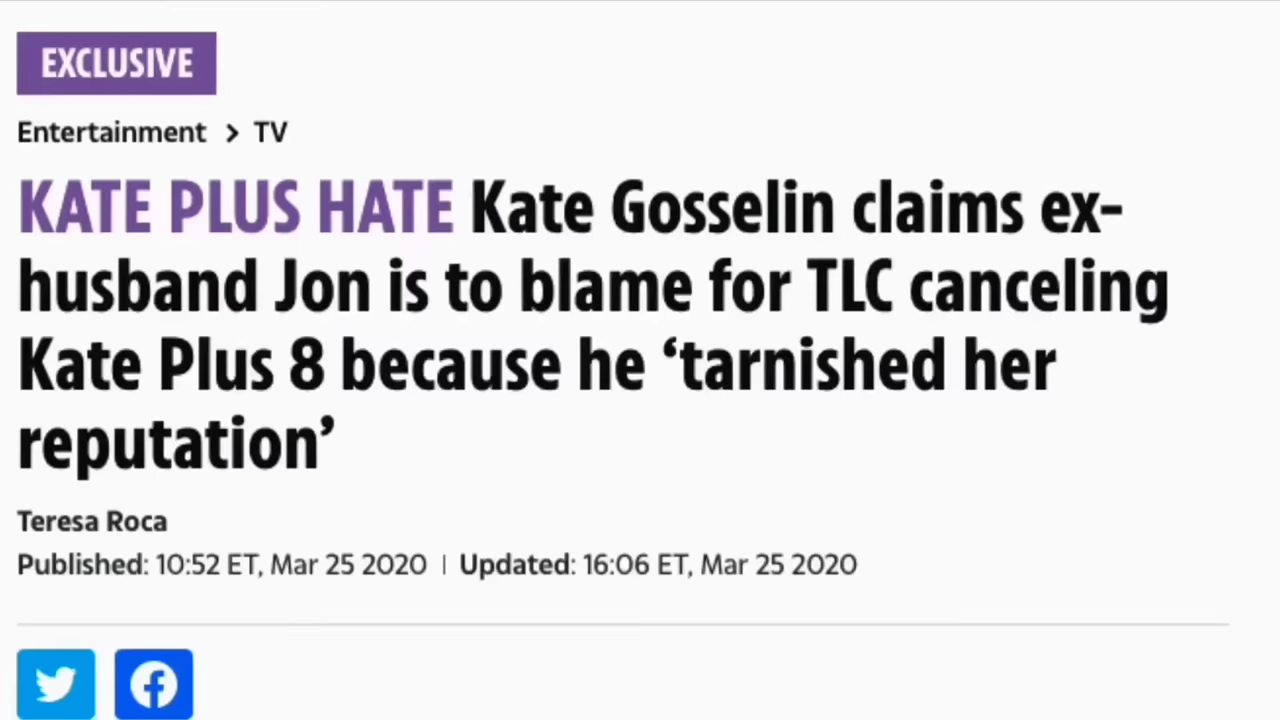 EXCLUSIVE
Entertainment > TV
KATE PLUS HATE Kate Gosselin claims ex-
husband Jon is to blame for TLC canceling
Kate Plus 8 because he ‘tarnished her
reputation’
Teresa Roca
Published: 10:52 ET, Mar 25 2020 | Updated: 16:06 ET, Mar 25 2020